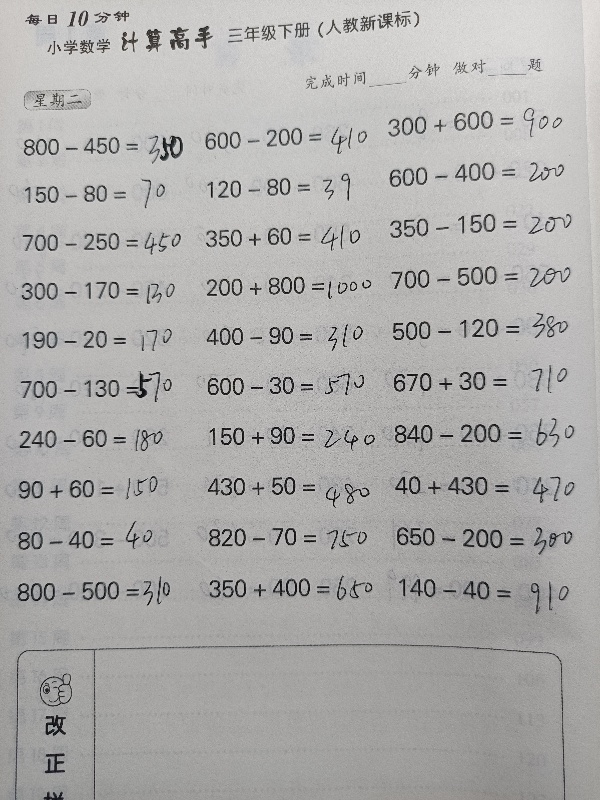 每日10分钟
小学数学 计算高手 三年级下册(人教新课标)
完成时间____分钟 做对____题
星期二
800－450＝350 600－200＝410 300＋600＝900
150－80＝70 120－80＝39 600－400＝200
700－250＝450 350＋60＝410 350－150＝200
300－170＝130 200＋800＝1000 700－500＝200
190－20＝170 400－90＝310 500－120＝380
700－130＝570 600－30＝570 670＋30＝710
240－60＝180 150＋90＝240 840－200＝630
90＋60＝150 430＋50＝480 40＋430＝470
80－40＝40 820－70＝750 650－200＝300
800－500＝310 350＋400＝650 140－40＝910
改
正